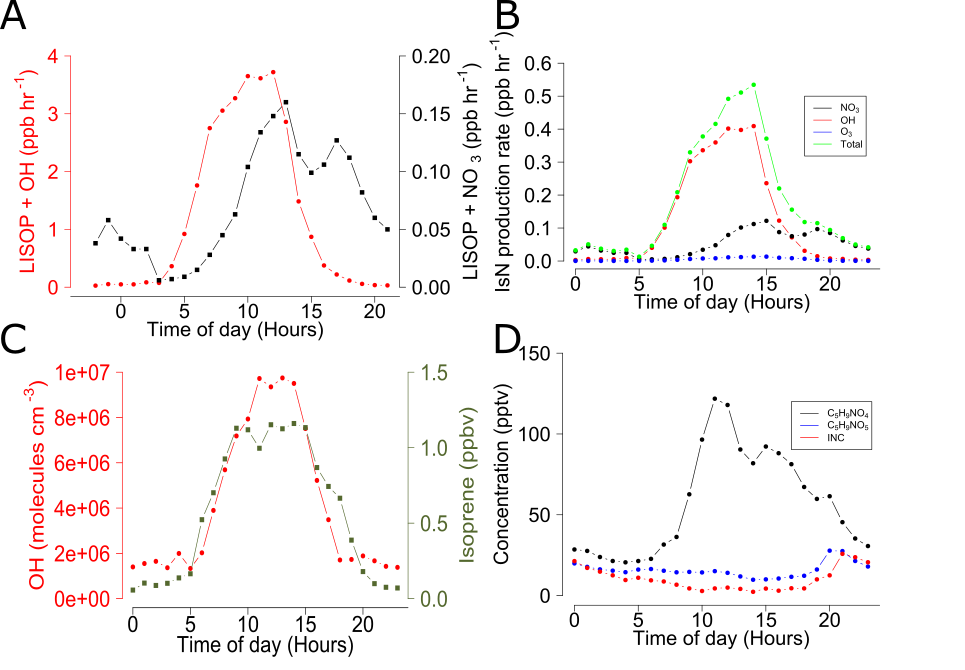 A
LISOP + OH (ppb hr⁻¹)
4
3
2
1
0
0.20
0.15
0.10
0.05
0.00
LISOP + NO₃ (ppb hr⁻¹)
0 5 10 15 20
Time of day (Hours)
B
IsN production rate (ppb hr⁻¹)
0.6
0.5
0.4
0.3
0.2
0.1
0.0
NO₃
OH
O₃
Total
0 5 10 15 20
Time of day (Hours)
C
OH (molecules cm⁻³)
1e+07
8e+06
6e+06
4e+06
2e+06
0e+00
1.5
1.0
0.5
0.0
Isoprene (ppbv)
0 5 10 15 20
Time of day (Hours)
D
Concentration (pptv)
150
100
50
0
C₅H₉NO₄
C₅H₉NO₅
INC
0 5 10 15 20
Time of day (Hours)